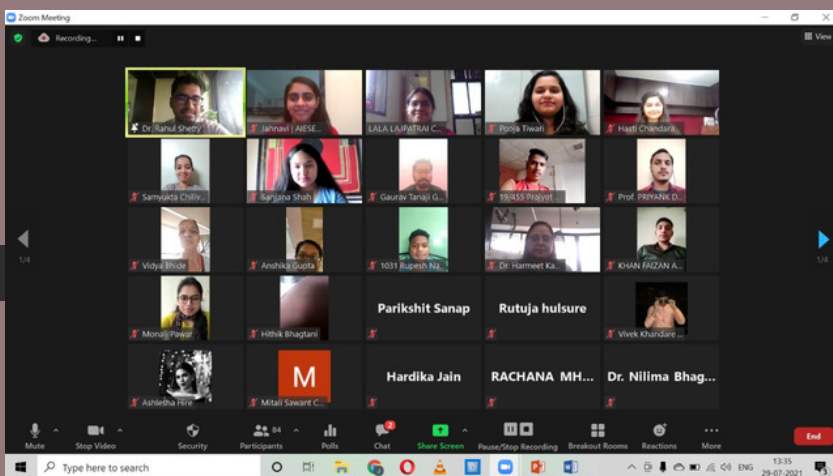 Zoom Meeting
Recording...
View
Dr. Rahul Shetty
Jahnavi | AIESE...
LALA LAJPATRAI C...
Pooja Tiwari
Hasti Chandara
Samyukta Chiliv...
Sanjana Shah
Gaurav Tanaji G...
19/455 Prajyot...
Prof. PRIYANK D...
Vidya Bhide
Anshika Gupta
1031 Rupesh Na...
Dr. Harmeet Ka...
KHAN FAIZAN A...
1/4
1/4
Monali Pawar
Hithik Bhagtani
Parikshit Sanap
Rutuja hulsure
Vivek Khandare...
Ashlesha Hire
M
Mitali Sawant C...
Hardika Jain
RACHANA MH...
Dr. Nilima Bhag...
Mute
Stop Video
Security
84
Participants
Polls
2
Chat
Share Screen
Pause/Stop Recording
Breakout Rooms
Reactions
More
End
Type here to search
ENG
13:35
29-07-2021